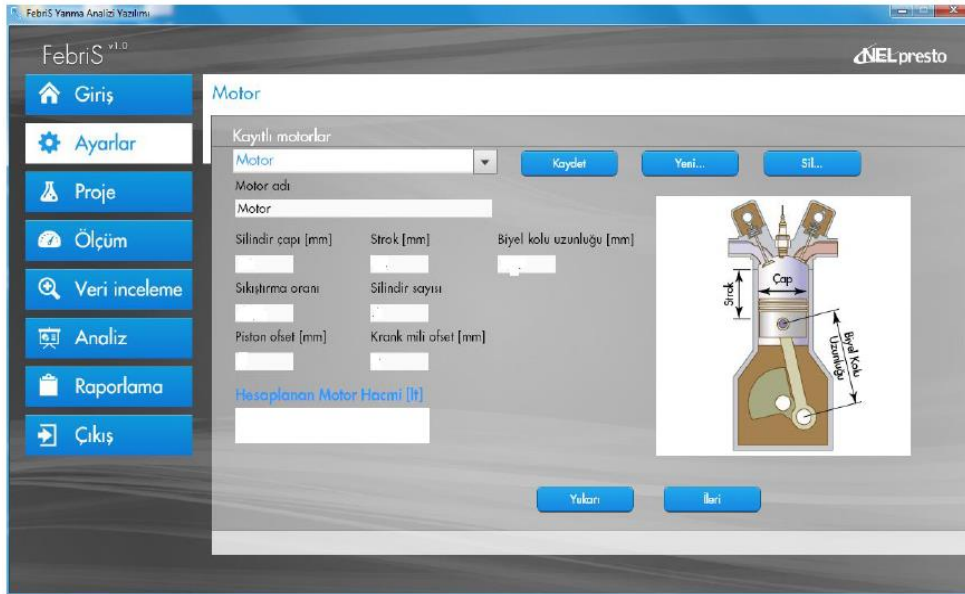 FebriS Yanma Analizi Yazılımı
FebriS v1.0
iNEL presto
Giriş
Ayarlar
Proje
Ölçüm
Veri inceleme
Analiz
Raporlama
Çıkış
Motor
Kayıtlı motorlar
Motor
Kaydet
Yeni...
Sil...
Motor adı
Motor
Silindir çapı [mm]
Strok [mm]
Biyel kolu uzunluğu [mm]
Sıkıştırma oranı
Silindir sayısı
Piston ofset [mm]
Krank mili ofset [mm]
Hesaplanan Motor Hacmi [lt]
Strok
Çap
Biyel Kolu
Uzunluğu
Yukarı
İleri